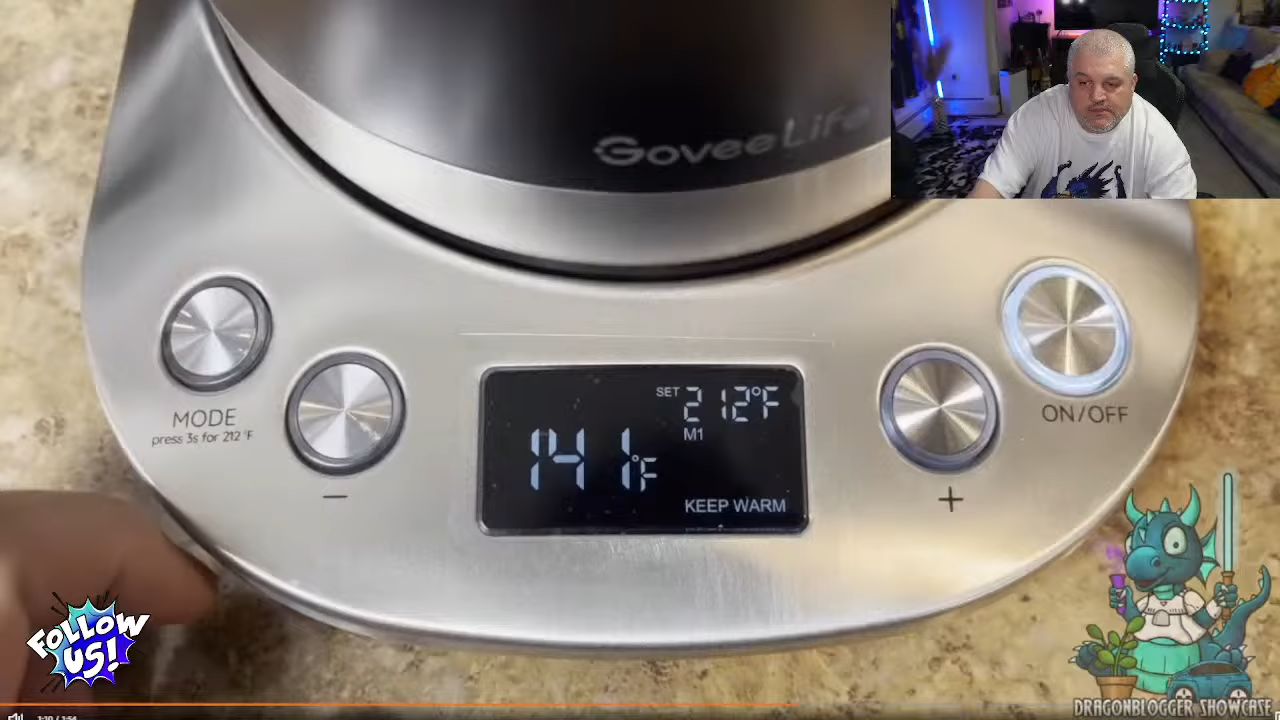 GoveeLife
SET 212°F
M1
141°F
KEEP WARM
MODE
press 3s for 212 °F
−
+
ON/OFF
FOLLOW
US!
DRAGONBLOGGER SHOWCASE